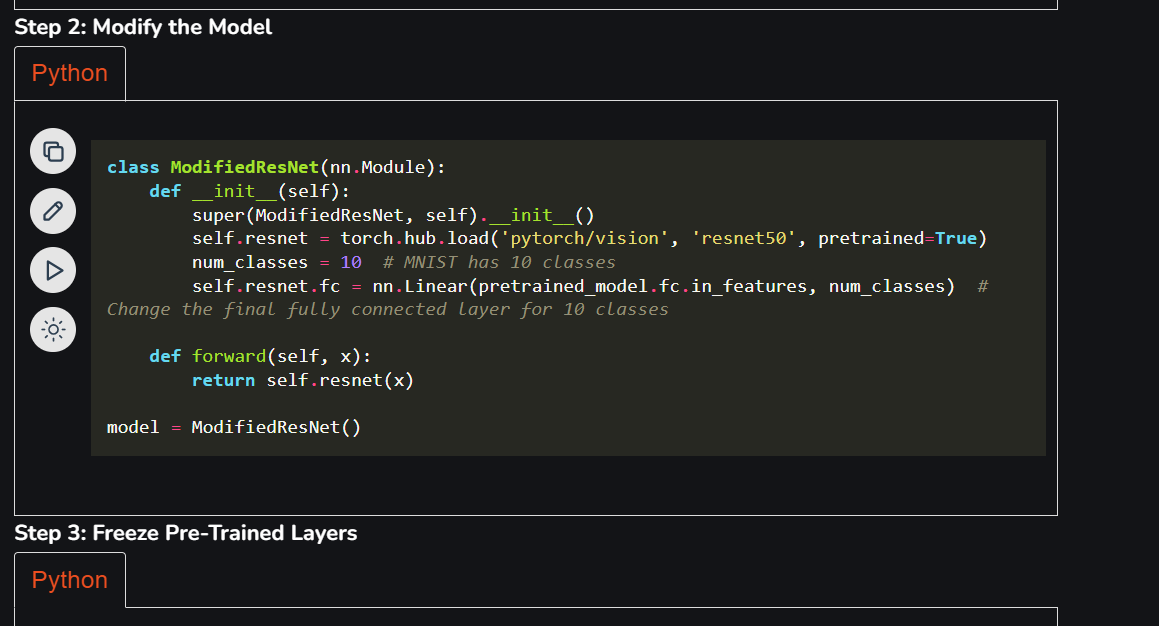 Step 2: Modify the Model
Python
class ModifiedResNet(nn.Module):
    def __init__(self):
        super(ModifiedResNet, self).__init__()
        self.resnet = torch.hub.load('pytorch/vision', 'resnet50', pretrained=True)
        num_classes = 10  # MNIST has 10 classes
        self.resnet.fc = nn.Linear(pretrained_model.fc.in_features, num_classes)  #
Change the final fully connected layer for 10 classes
    def forward(self, x):
        return self.resnet(x)
model = ModifiedResNet()
Step 3: Freeze Pre-Trained Layers
Python